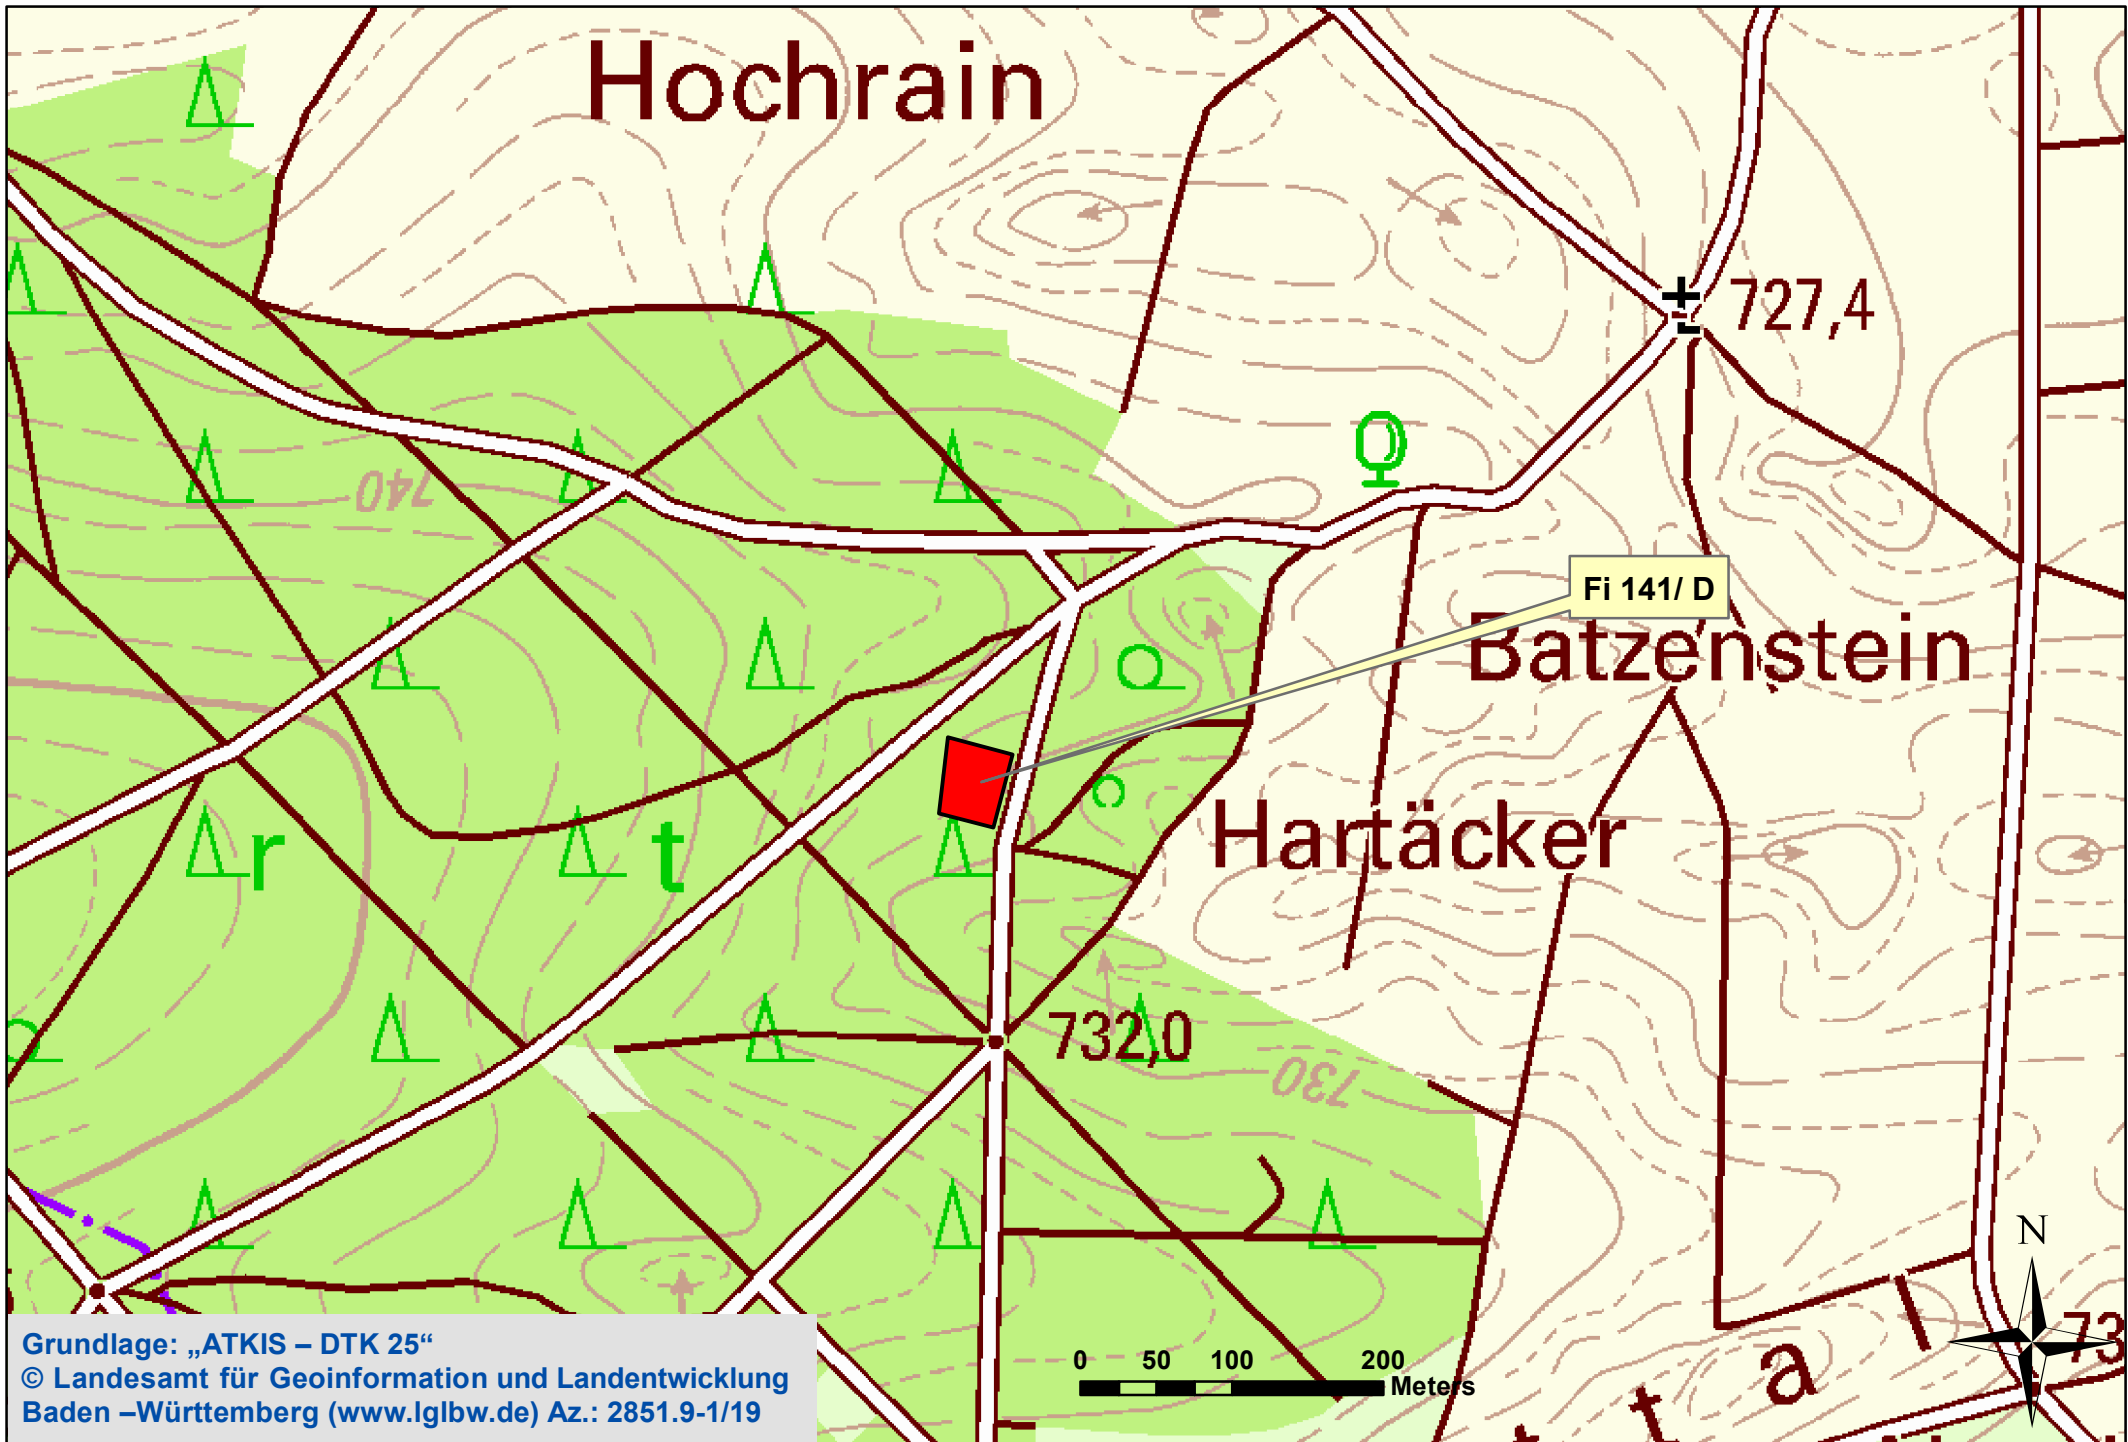 Hochrain
727,4
740
Fi 141/ D
Batzenstein
Hartäcker
r
t
732,0
730
N
73
a
t
t
0 50 100 200
Meters
Grundlage: „ATKIS – DTK 25“
© Landesamt für Geoinformation und Landentwicklung
Baden –Württemberg (www.lglbw.de) Az.: 2851.9-1/19